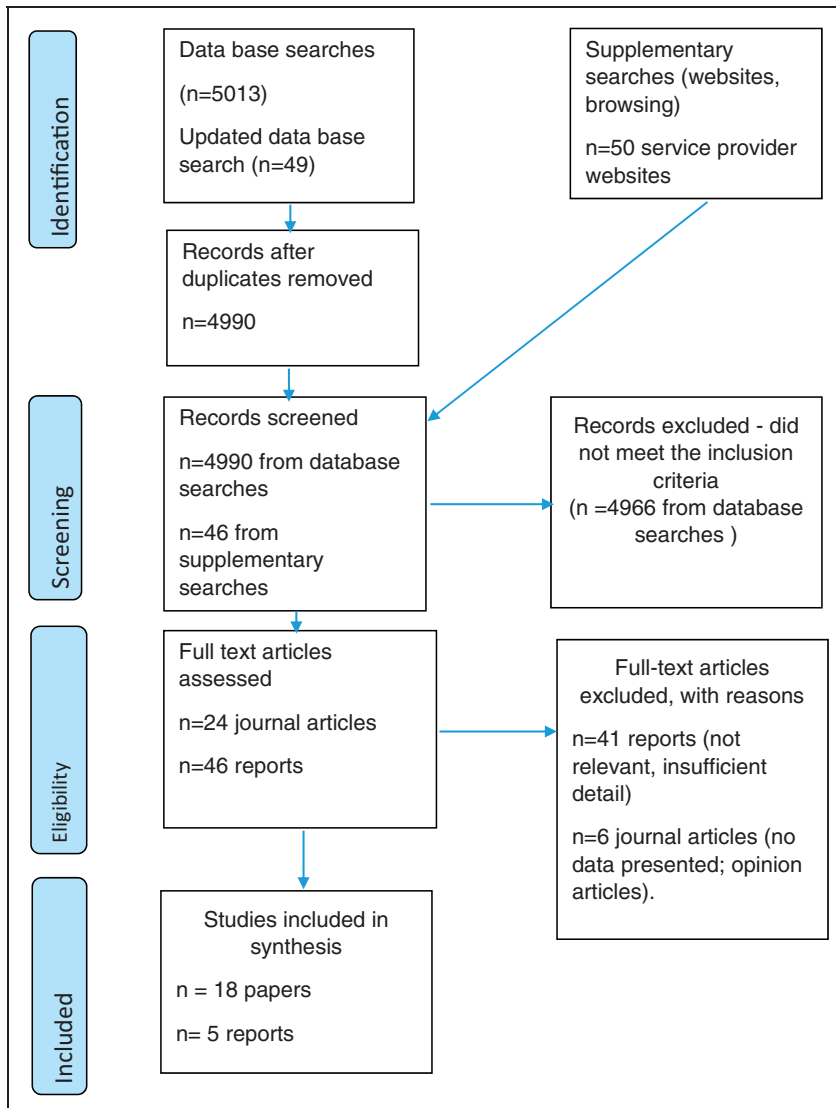 Identification
Data base searches
(n=5013)
Updated data base
search (n=49)
Supplementary
searches (websites,
browsing)
n=50 service provider
websites
Records after
duplicates removed
n=4990
Screening
Records screened
n=4990 from database
searches
n=46 from
supplementary
searches
Records excluded - did
not meet the inclusion
criteria
(n =4966 from database
searches )
Eligibility
Full text articles
assessed
n=24 journal articles
n=46 reports
Full-text articles
excluded, with reasons
n=41 reports (not
relevant, insufficient
detail)
n=6 journal articles (no
data presented; opinion
articles).
Included
Studies included in
synthesis
n = 18 papers
n= 5 reports